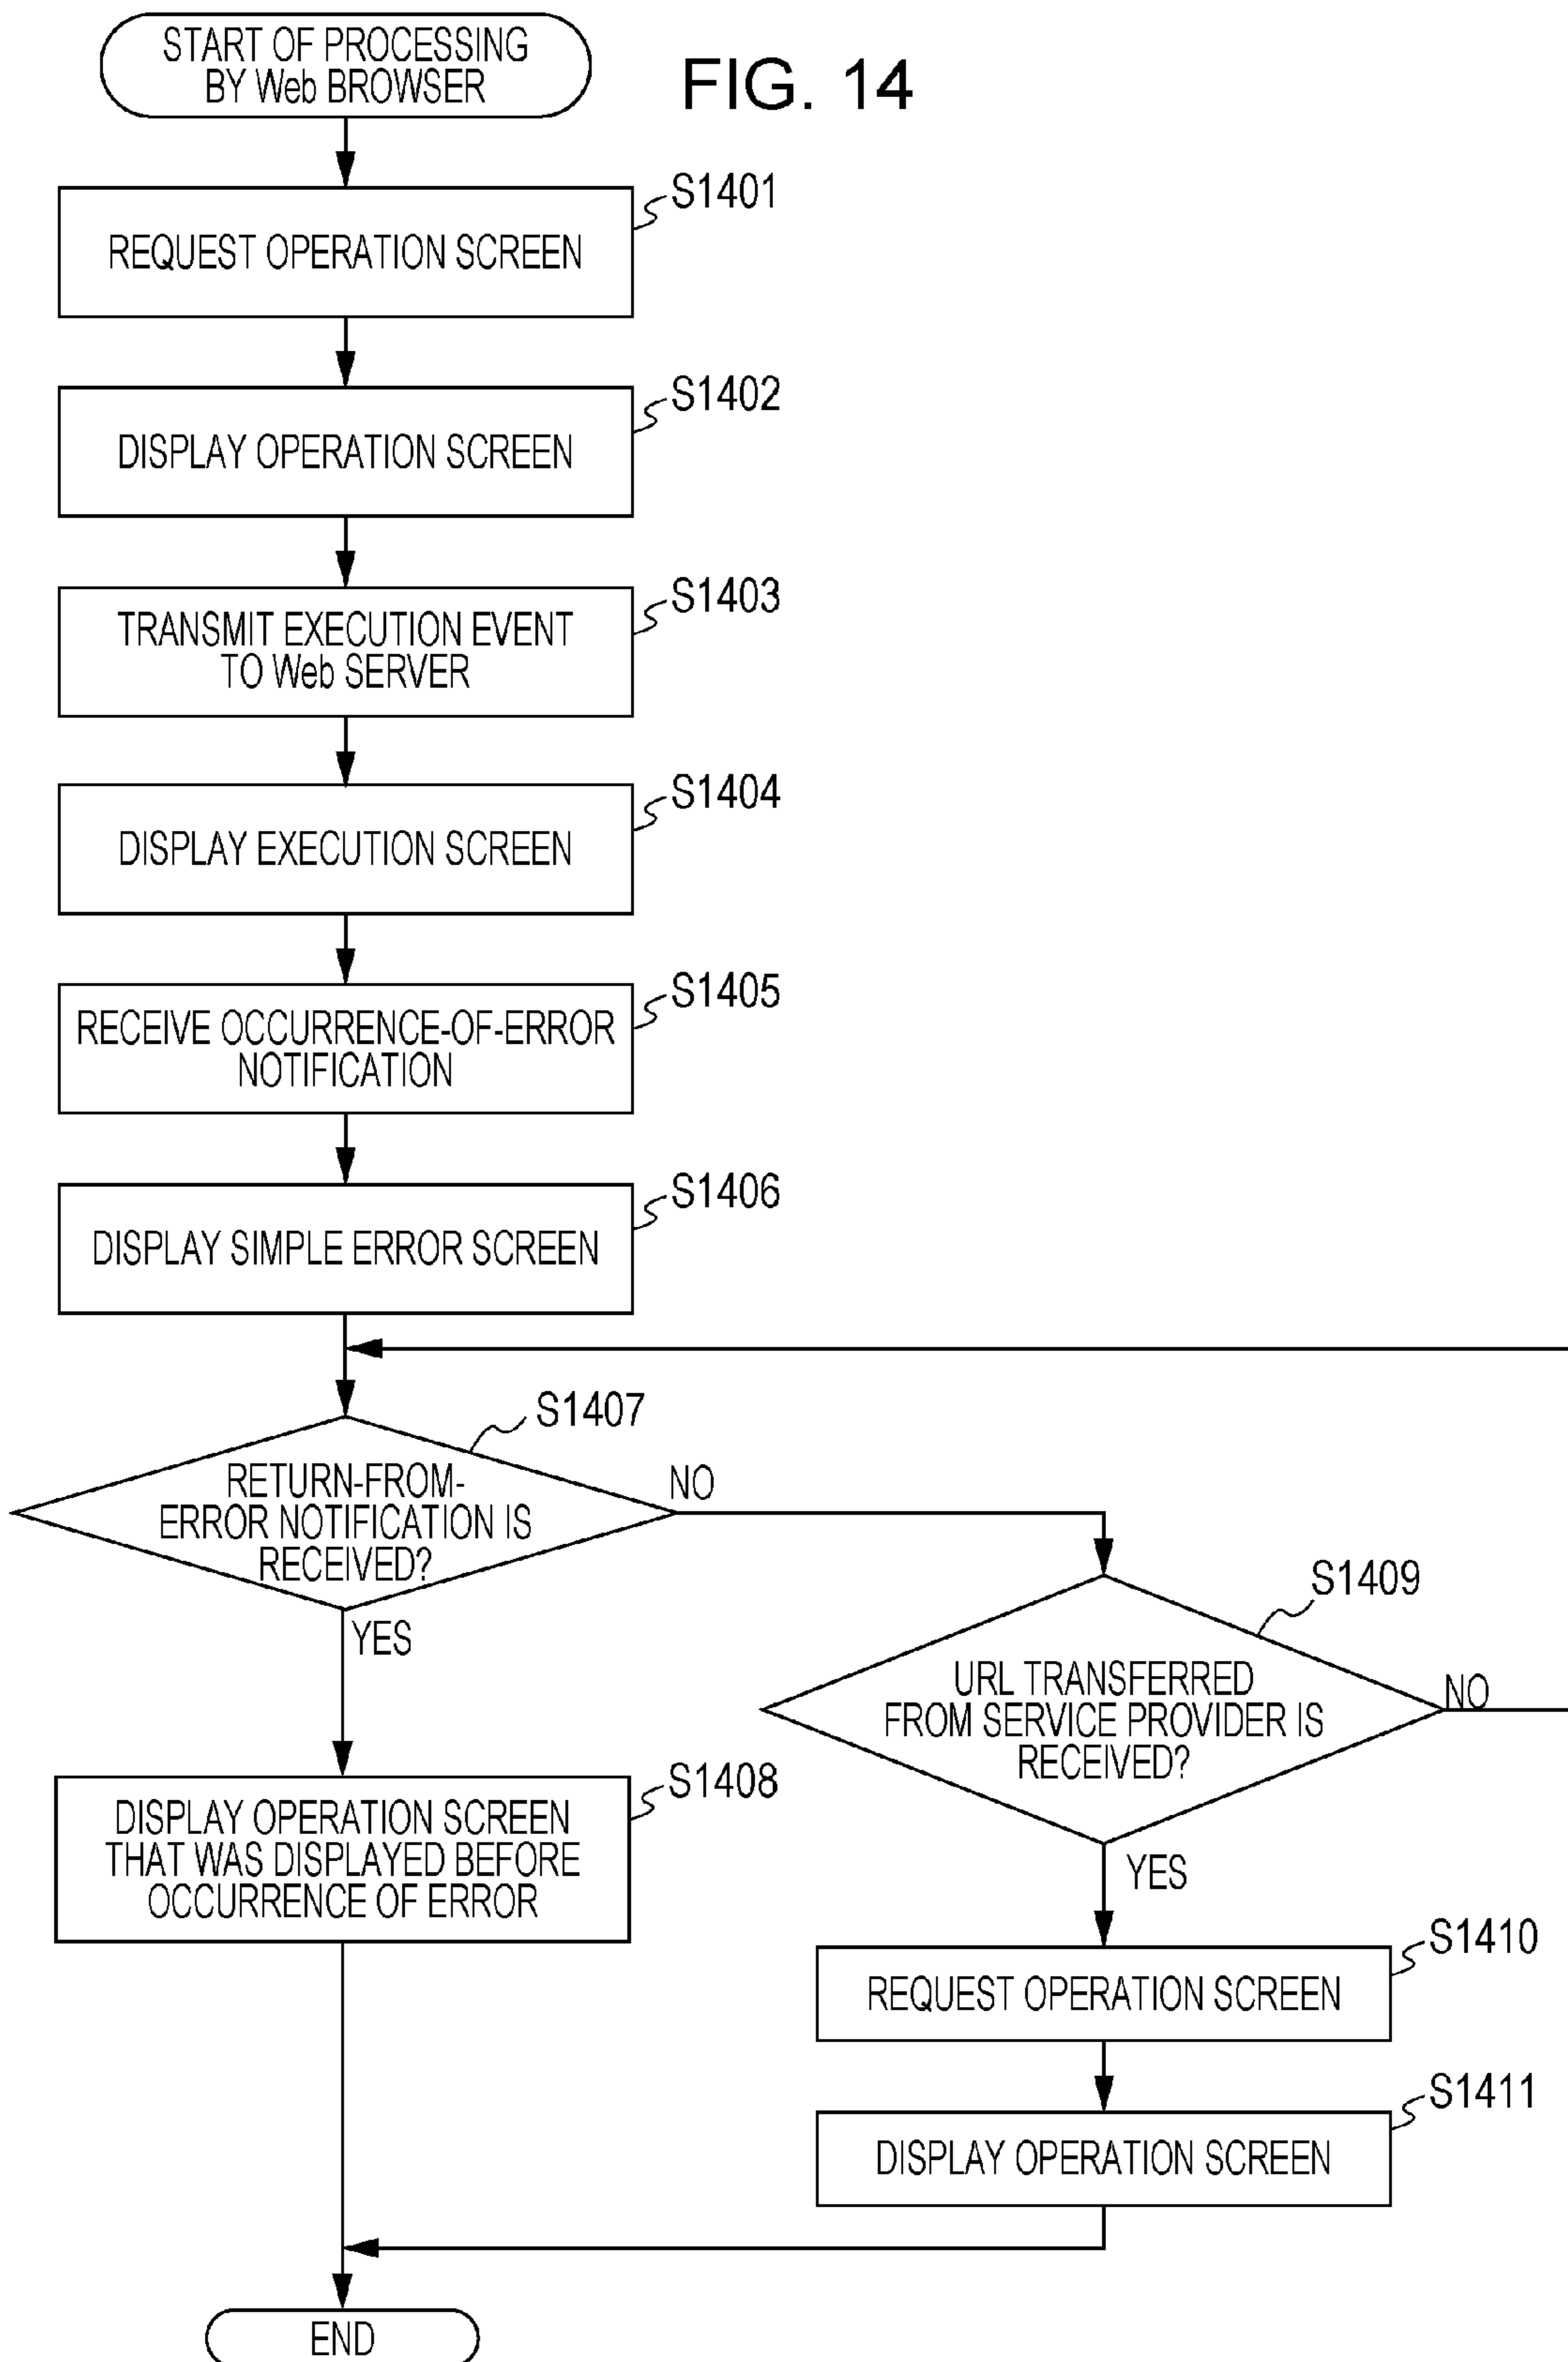 START OF PROCESSING
BY Web BROWSER
FIG. 14
S1401
REQUEST OPERATION SCREEN
S1402
DISPLAY OPERATION SCREEN
S1403
TRANSMIT EXECUTION EVENT
TO Web SERVER
S1404
DISPLAY EXECUTION SCREEN
S1405
RECEIVE OCCURRENCE-OF-ERROR
NOTIFICATION
S1406
DISPLAY SIMPLE ERROR SCREEN
S1407
RETURN-FROM-
ERROR NOTIFICATION IS
RECEIVED?
NO
YES
S1409
URL TRANSFERRED
FROM SERVICE PROVIDER IS
RECEIVED?
NO
YES
S1408
DISPLAY OPERATION SCREEN
THAT WAS DISPLAYED BEFORE
OCCURRENCE OF ERROR
S1410
REQUEST OPERATION SCREEN
S1411
DISPLAY OPERATION SCREEN
END